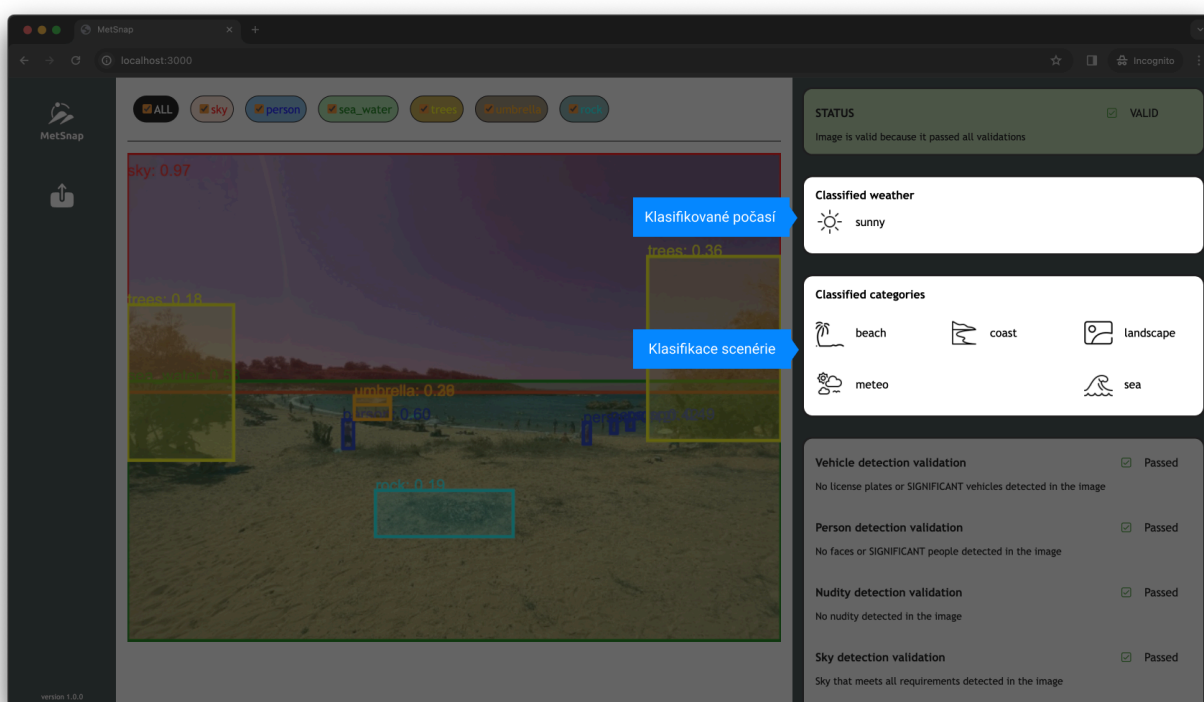 MetSnap
localhost:3000
Incognito
MetSnap
ALL
sky
person
sea_water
trees
umbrella
rock
sky: 0.97
trees: 0.36
trees: 0.18
umbrella: 0.28
0.60
rock: 0.19
Klasifikované počasí
Klasifikace scenérie
STATUS
VALID
Image is valid because it passed all validations
Classified weather
sunny
Classified categories
beach
coast
landscape
meteo
sea
Vehicle detection validation
Passed
No license plates or SIGNIFICANT vehicles detected in the image
Person detection validation
Passed
No faces or SIGNIFICANT people detected in the image
Nudity detection validation
Passed
No nudity detected in the image
Sky detection validation
Passed
Sky that meets all requirements detected in the image
version 1.0.0